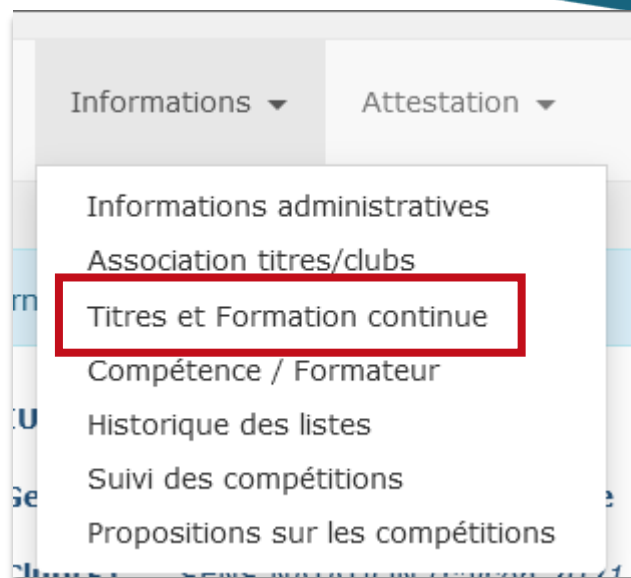 Informations Attestation
Informations administratives
Association titres/clubs
rn
Titres et Formation continue
Compétence / Formateur
Historique des listes
Suivi des compétitions
Propositions sur les compétitions